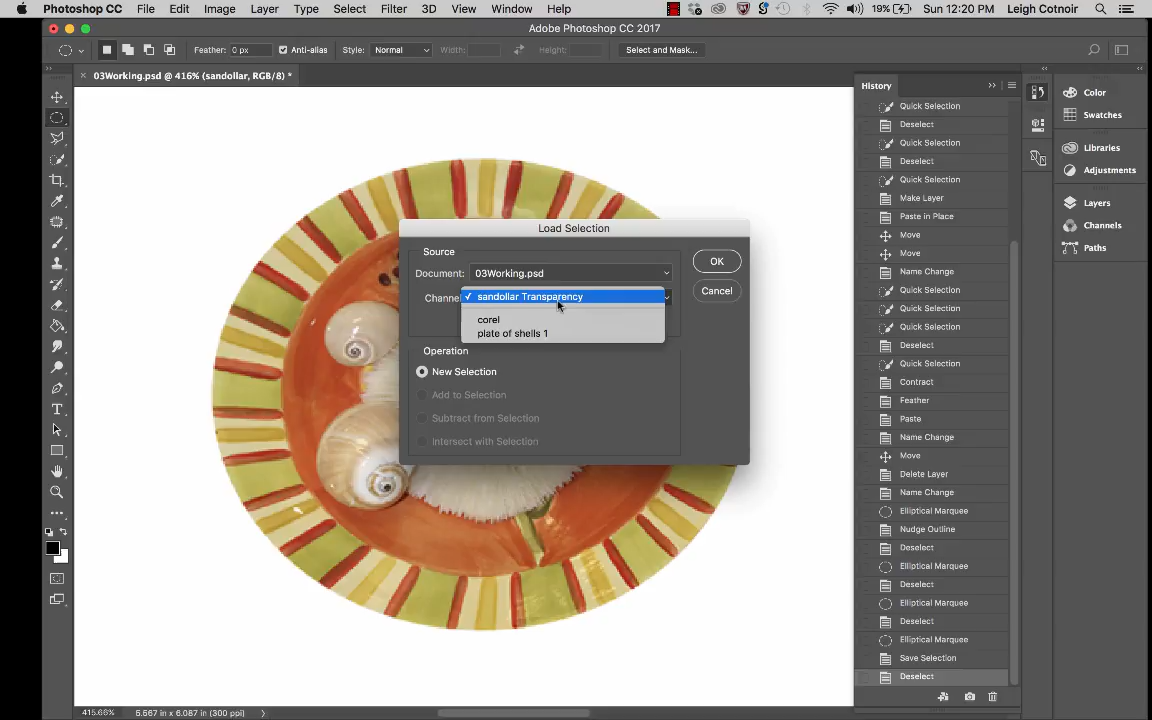 Photoshop CC File Edit Image Layer Type Select Filter 3D View Window Help 19% Sun 12:20 PM Leigh Cotnoir
Adobe Photoshop CC 2017
Feather: 0 px Anti-alias Style: Normal Width: Height: Select and Mask...
× 03Working.psd @ 416% (sandollar, RGB/8) *
History
Quick Selection
Deselect
Quick Selection
Deselect
Quick Selection
Make Layer
Paste in Place
Move
Move
Name Change
Quick Selection
Quick Selection
Quick Selection
Deselect
Quick Selection
Contract
Feather
Paste
Name Change
Move
Delete Layer
Name Change
Elliptical Marquee
Nudge Outline
Deselect
Elliptical Marquee
Deselect
Elliptical Marquee
Deselect
Elliptical Marquee
Save Selection
Deselect
Color
Swatches
Libraries
Adjustments
Layers
Channels
Paths
Load Selection
Source
Document: 03Working.psd
Channel
✓ sandollar Transparency
corel
plate of shells 1
OK
Cancel
Operation
New Selection
Add to Selection
Subtract from Selection
Intersect with Selection
415.66% 6.567 in x 6.087 in (300 ppi)